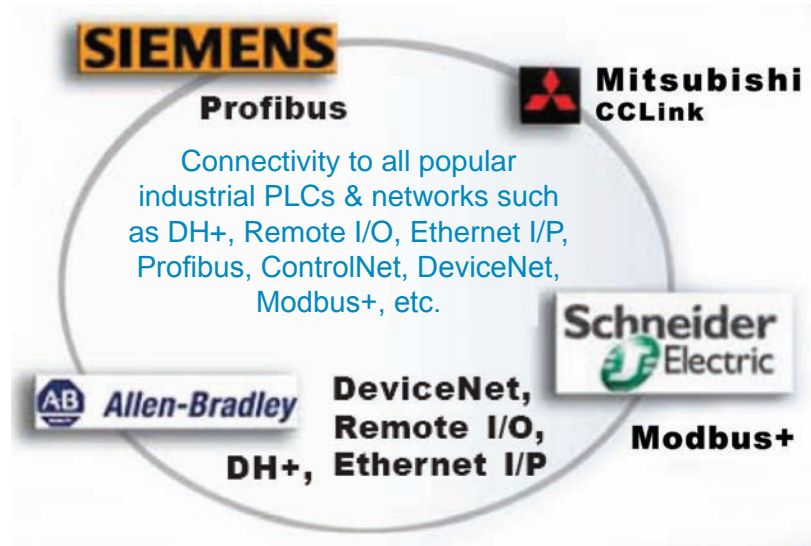 SIEMENS
Profibus
Mitsubishi
CCLink
Connectivity to all popular
industrial PLCs & networks such
as DH+, Remote I/O, Ethernet I/P,
Profibus, ControlNet, DeviceNet,
Modbus+, etc.
Schneider
Electric
Modbus+
AB
Allen-Bradley
DeviceNet,
Remote I/O,
DH+, Ethernet I/P